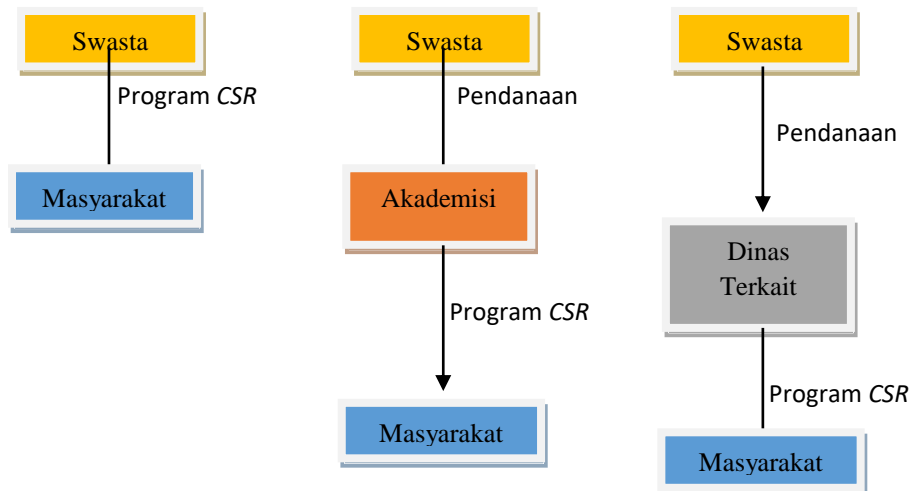 Swasta
Program CSR
Masyarakat
Swasta
Pendanaan
Akademisi
Program CSR
Masyarakat
Swasta
Pendanaan
Dinas
Terkait
Program CSR
Masyarakat